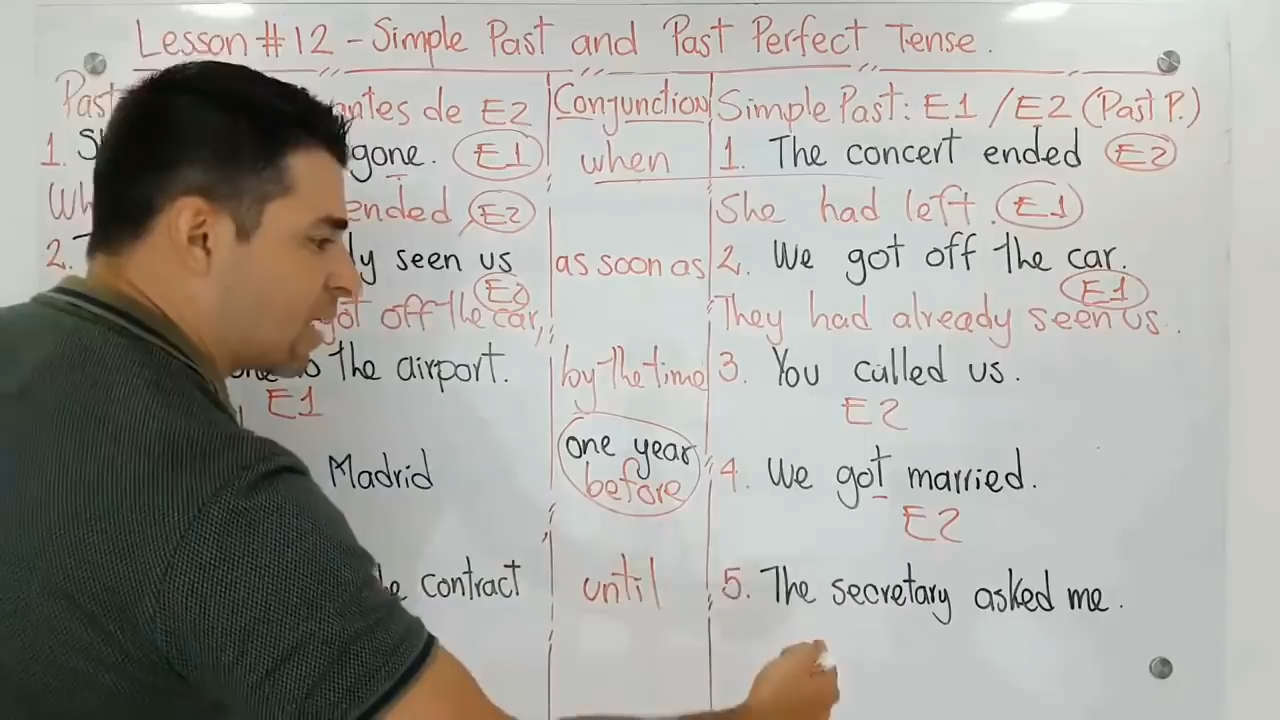 Lesson #12 - Simple Past and Past Perfect Tense.
Past antes de E2 Conjunction Simple Past: E1 / E2 (Past P.)
1. gone. E1 when 1. The concert ended E2
ended E2 She had left. E1
2. seen us as soon as 2. We got off the car.
E2 E1
got off the car, They had already seen us.
the airport. by the time 3. You called us.
E1 E2
one year
Madrid before 4. We got married.
E2
contract until 5. The secretary asked me.